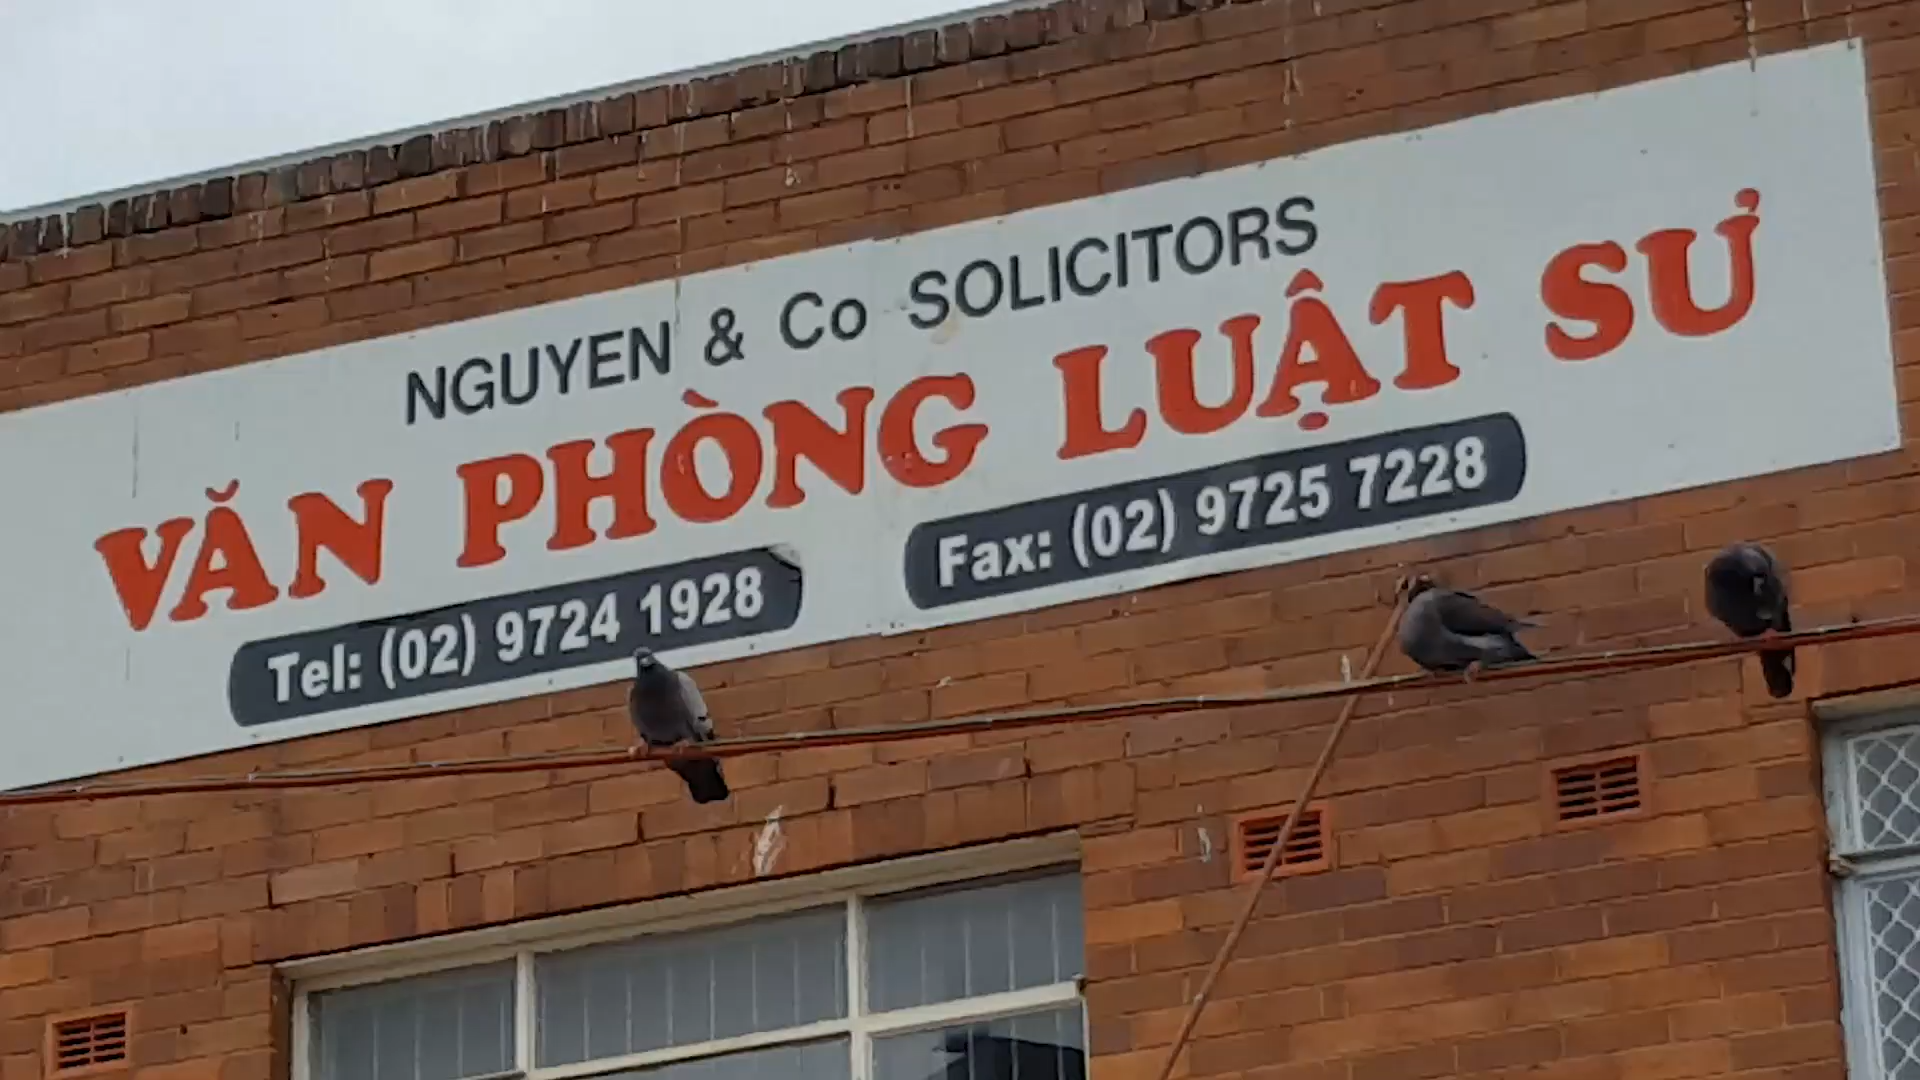 NGUYEN & Co SOLICITORS
VĂN PHÒNG LUẬT SƯ
Tel: (02) 9724 1928
Fax: (02) 9725 7228